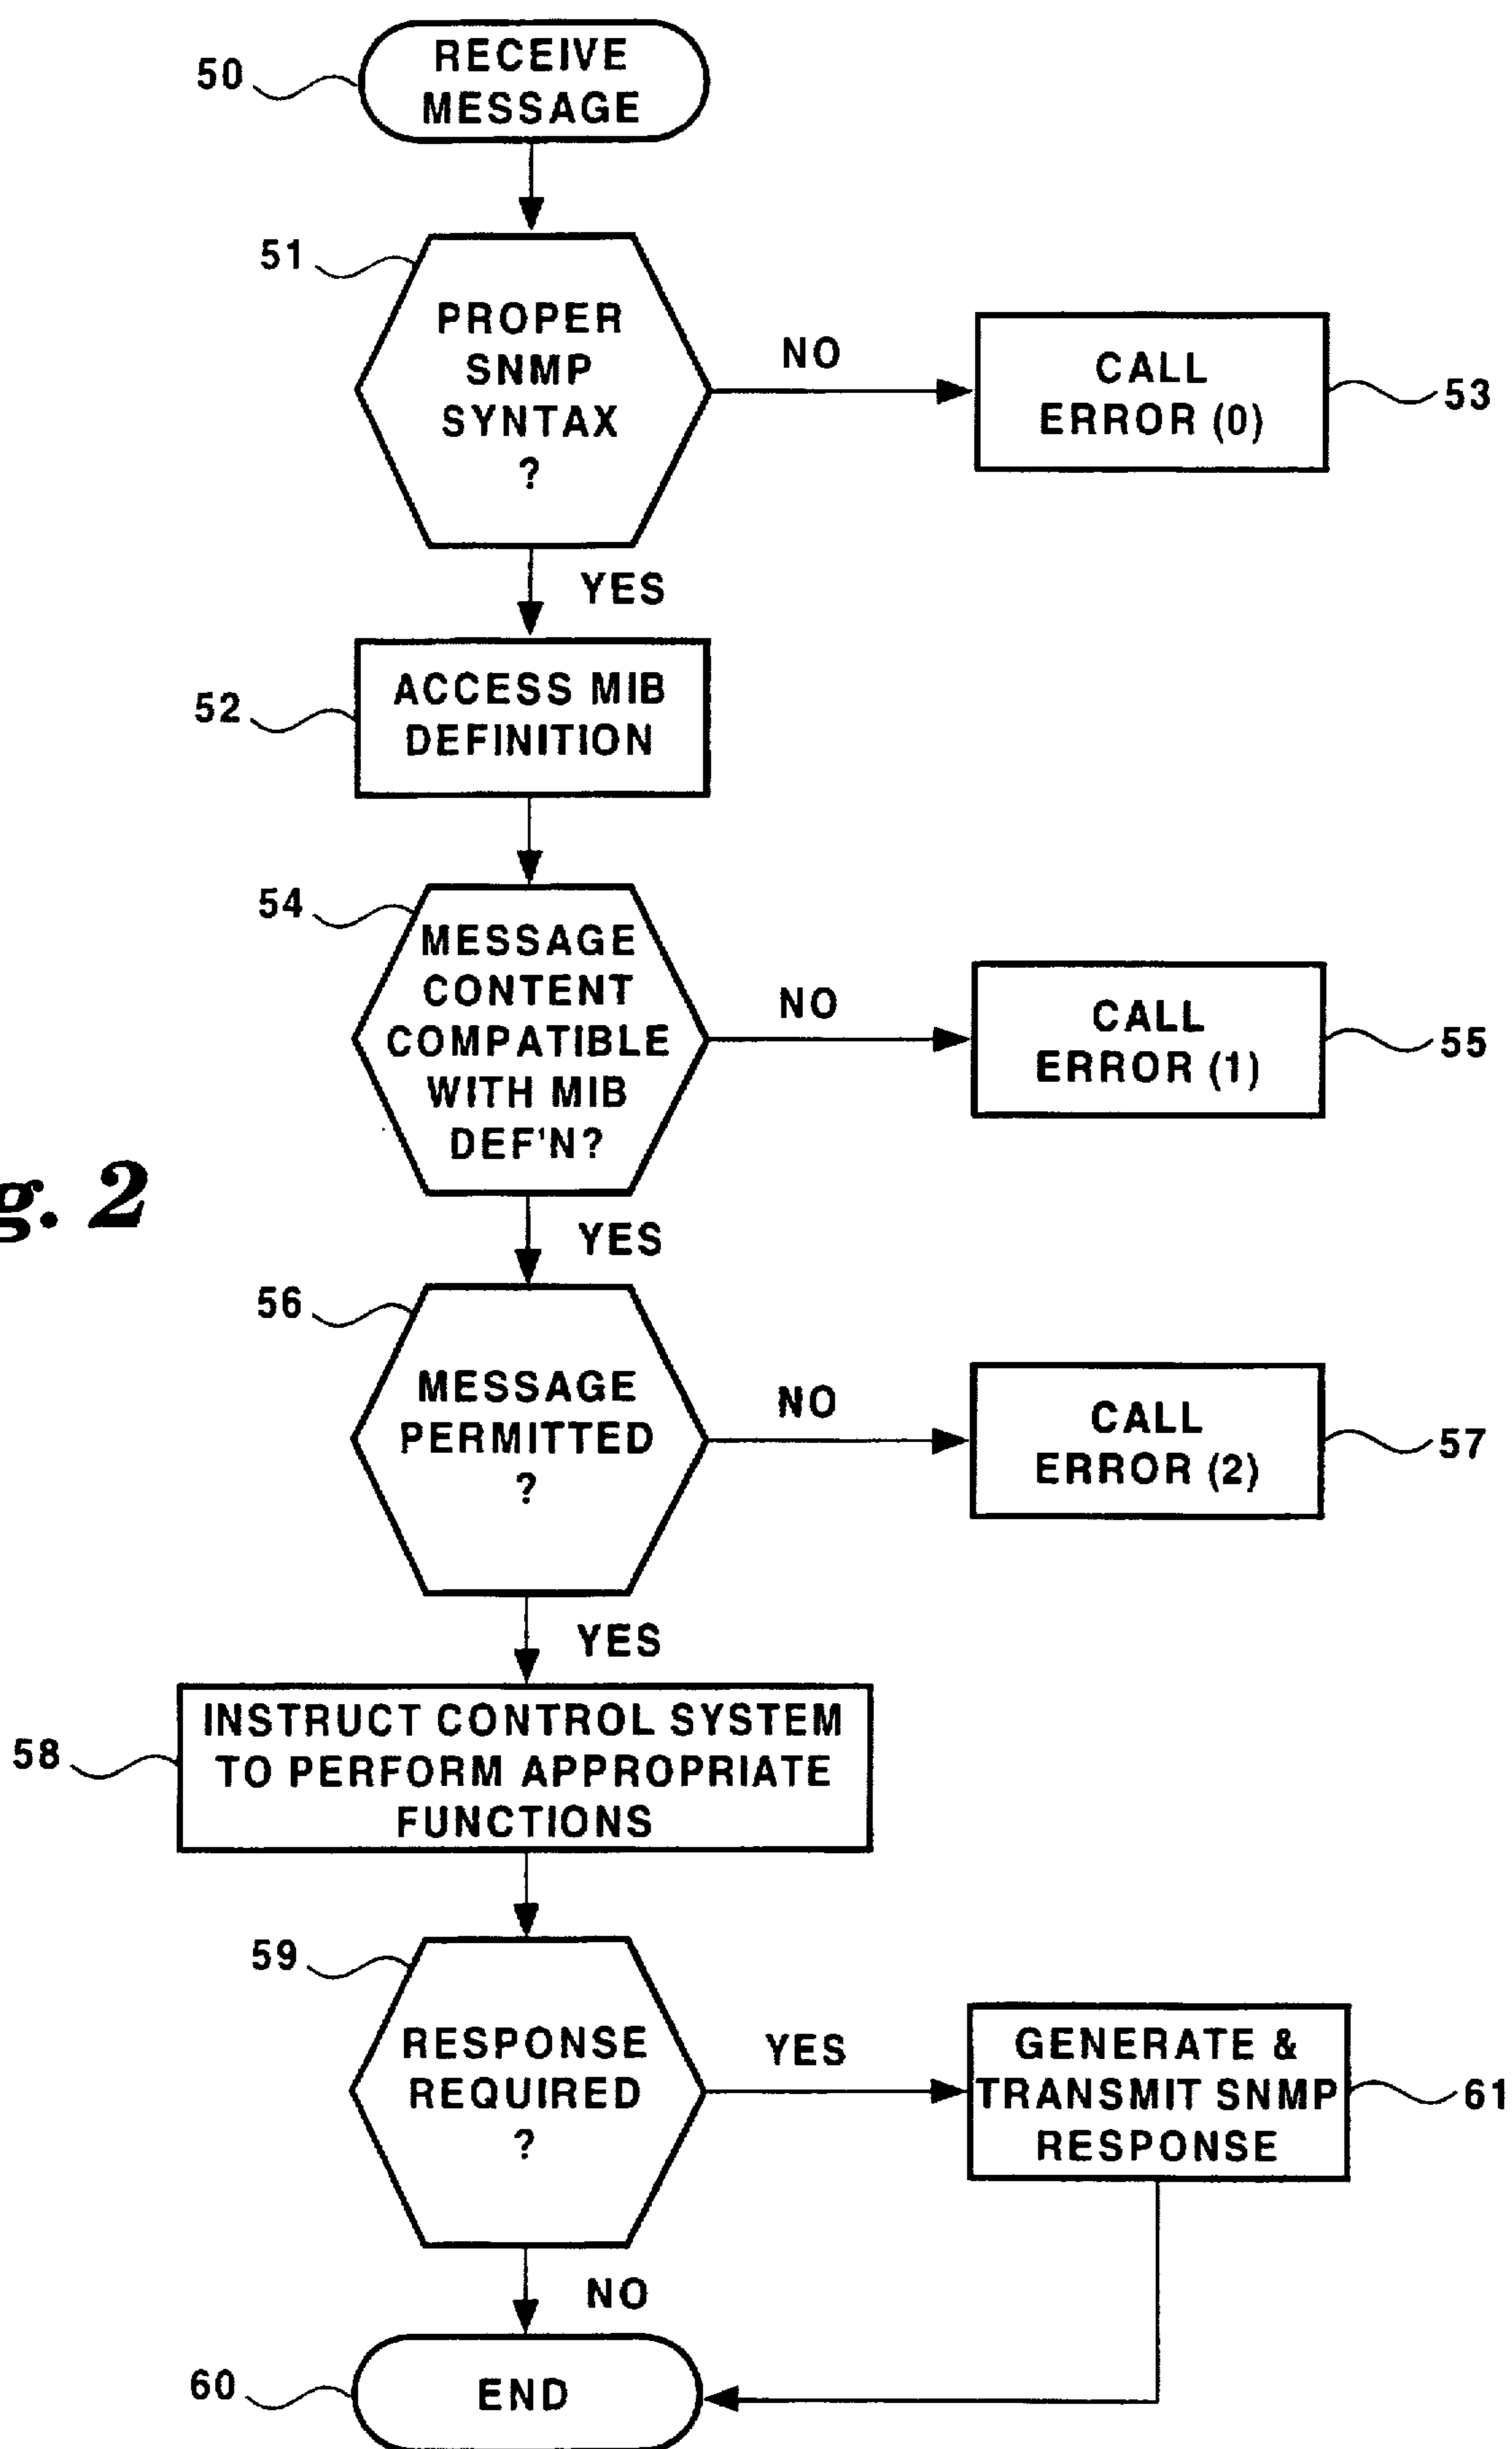 50
RECEIVE
MESSAGE
51
PROPER
SNMP
SYNTAX
?
NO
CALL
ERROR (0)
53
YES
52
ACCESS MIB
DEFINITION
54
MESSAGE
CONTENT
COMPATIBLE
WITH MIB
DEF'N?
NO
CALL
ERROR (1)
55
g. 2
YES
56
MESSAGE
PERMITTED
?
NO
CALL
ERROR (2)
57
YES
58
INSTRUCT CONTROL SYSTEM
TO PERFORM APPROPRIATE
FUNCTIONS
59
RESPONSE
REQUIRED
?
YES
GENERATE &
TRANSMIT SNMP
RESPONSE
61
NO
60
END